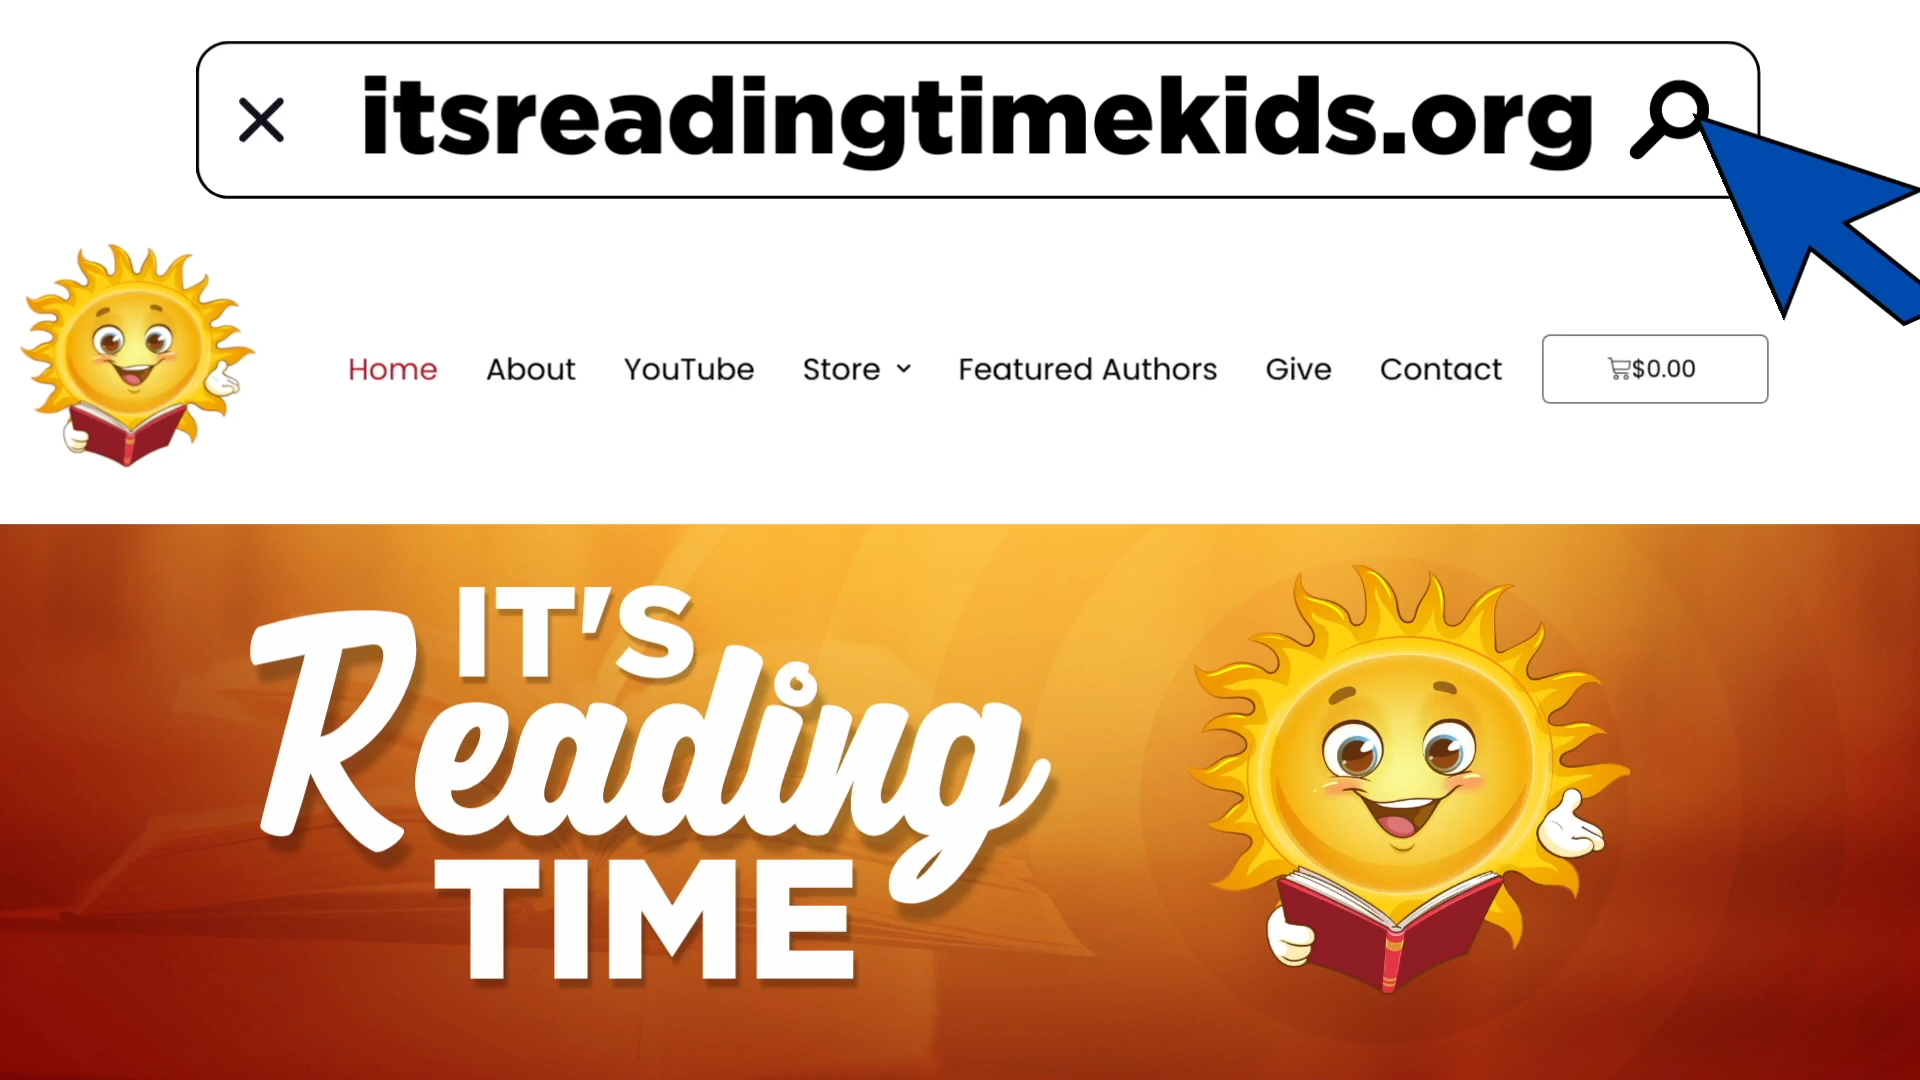 itsreadingtimekids.org
Home About YouTube Store Featured Authors Give Contact $0.00
IT'S
Reading
TIME